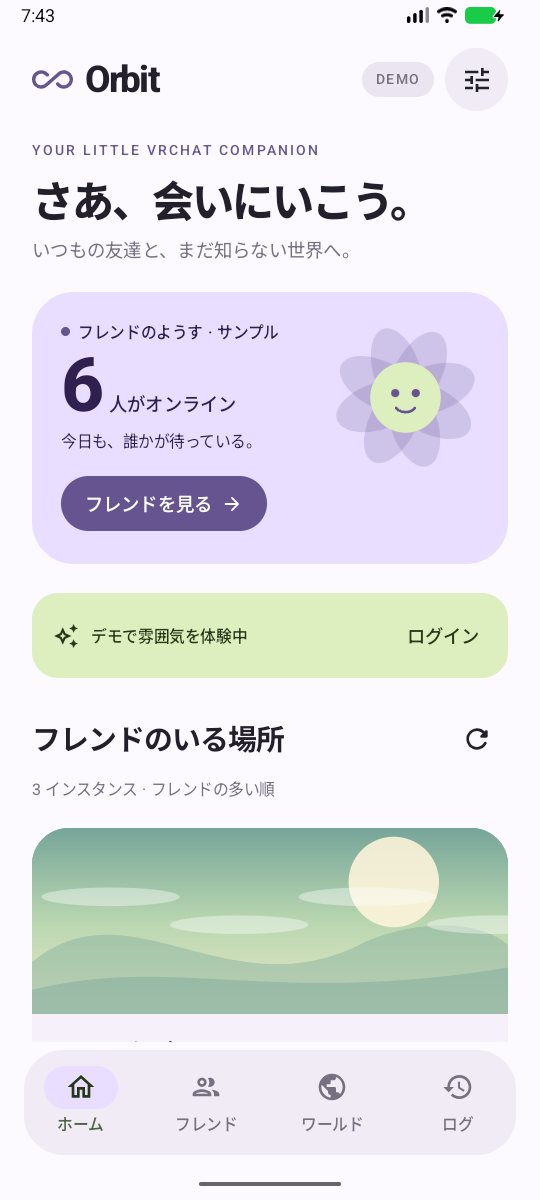 7:43
Orbit
DEMO
YOUR LITTLE VRCHAT COMPANION
さあ、会いにいこう。
いつもの友達と、まだ知らない世界へ。
フレンドのようす · サンプル
6人がオンライン
今日も、誰かが待っている。
フレンドを見る →
デモで雰囲気を体験中
ログイン
フレンドのいる場所
3 インスタンス · フレンドの多い順
ホーム
フレンド
ワールド
ログ